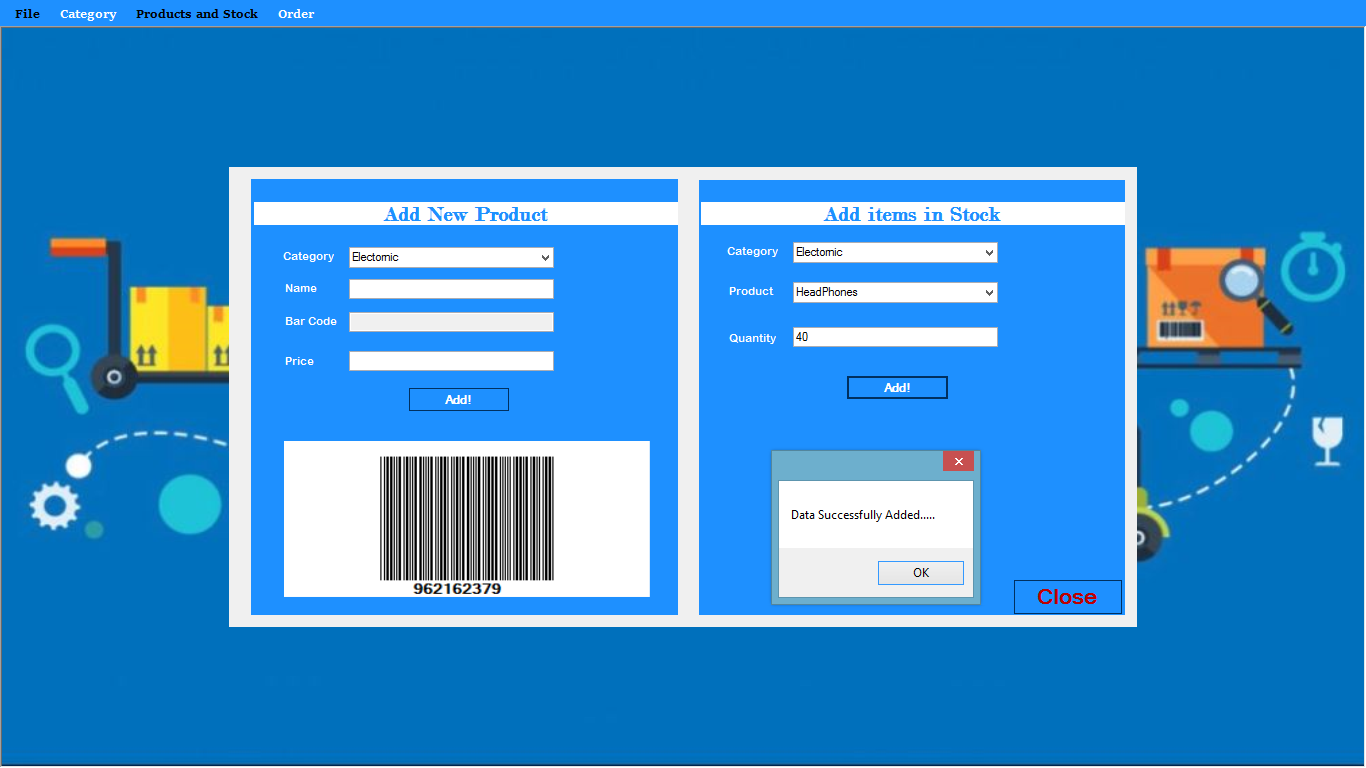 File Category Products and Stock Order
Add New Product
Category Electornic
Name
Bar Code
Price
Add!
962162379
Add items in Stock
Category Electornic
Product HeadPhones
Quantity 40
Add!
Data Successfully Added.....
OK
Close